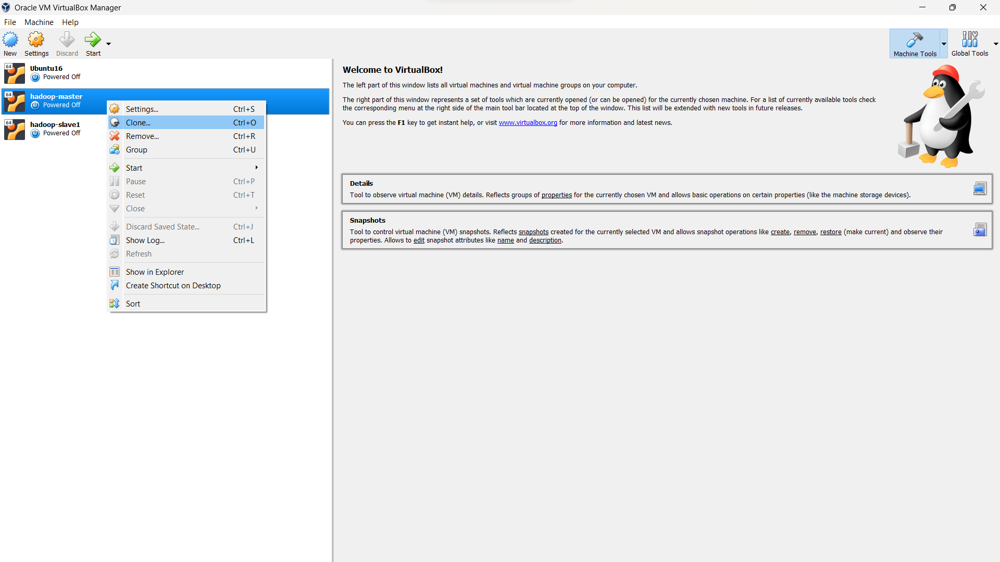 Oracle VM VirtualBox Manager
File Machine Help
New Settings Discard Start
Machine Tools Global Tools
64 Ubuntu16
Powered Off
64 hadoop-master
Powered Off
64 hadoop-slave1
Powered Off
Settings... Ctrl+S
Clone... Ctrl+O
Remove... Ctrl+R
Group Ctrl+U
Start
Pause Ctrl+P
Reset Ctrl+T
Close
Discard Saved State... Ctrl+J
Show Log... Ctrl+L
Refresh
Show in Explorer
Create Shortcut on Desktop
Sort
Welcome to VirtualBox!
The left part of this window lists all virtual machines and virtual machine groups on your computer.
The right part of this window represents a set of tools which are currently opened (or can be opened) for the currently chosen machine. For a list of currently available tools check
the corresponding menu at the right side of the main tool bar located at the top of the window. This list will be extended with new tools in future releases.
You can press the F1 key to get instant help, or visit www.virtualbox.org for more information and latest news.
Details
Tool to observe virtual machine (VM) details. Reflects groups of properties for the currently chosen VM and allows basic operations on certain properties (like the machine storage devices).
Snapshots
Tool to control virtual machine (VM) snapshots. Reflects snapshots created for the currently selected VM and allows snapshot operations like create, remove, restore (make current) and observe their
properties. Allows to edit snapshot attributes like name and description.